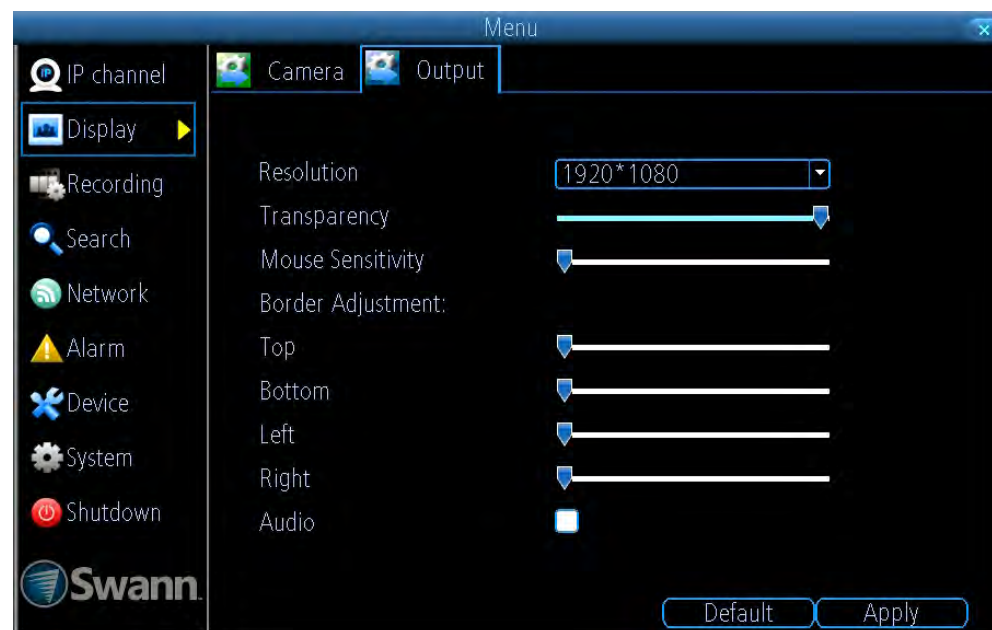 Menu
IP channel
Display
Recording
Search
Network
Alarm
Device
System
Shutdown
Swann
Camera
Output
Resolution
1920*1080
Transparency
Mouse Sensitivity
Border Adjustment:
Top
Bottom
Left
Right
Audio
Default
Apply